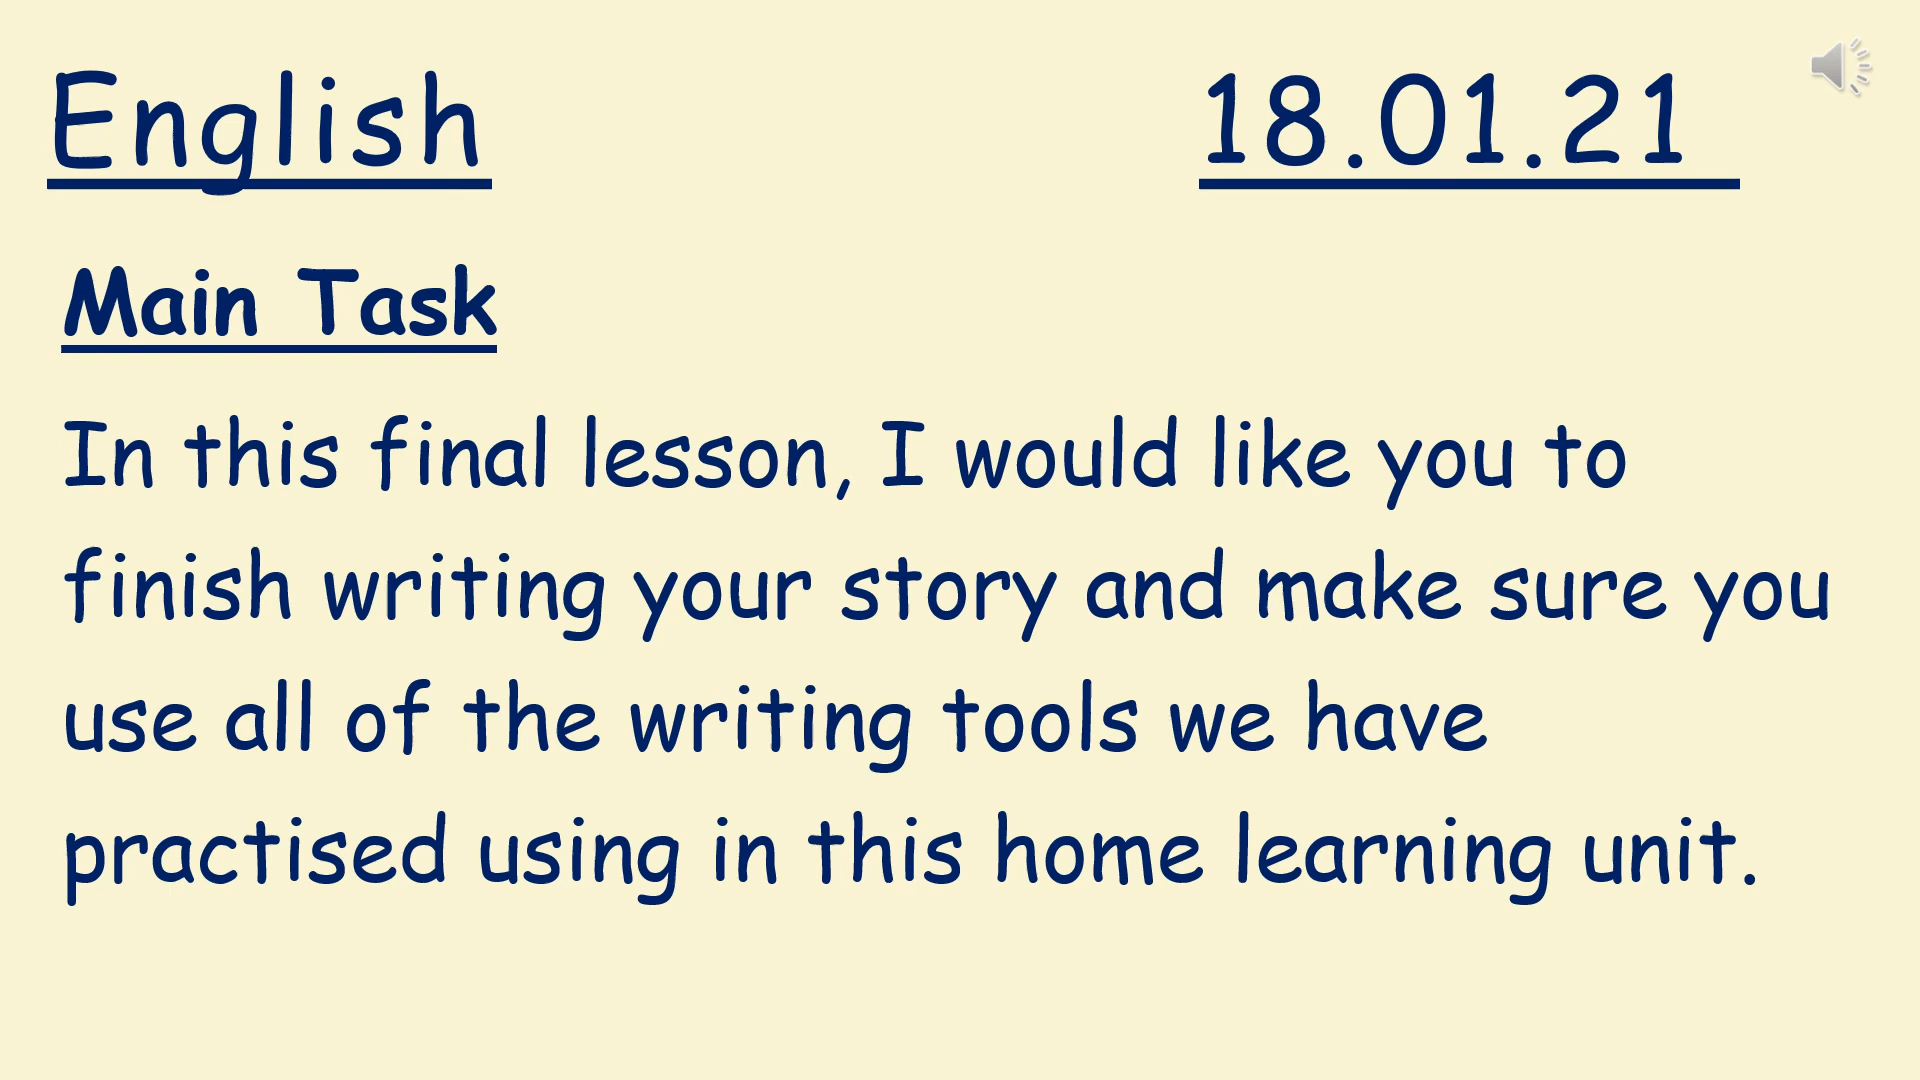 English 18.01.21
Main Task
In this final lesson, I would like you to
finish writing your story and make sure you
use all of the writing tools we have
practised using in this home learning unit.